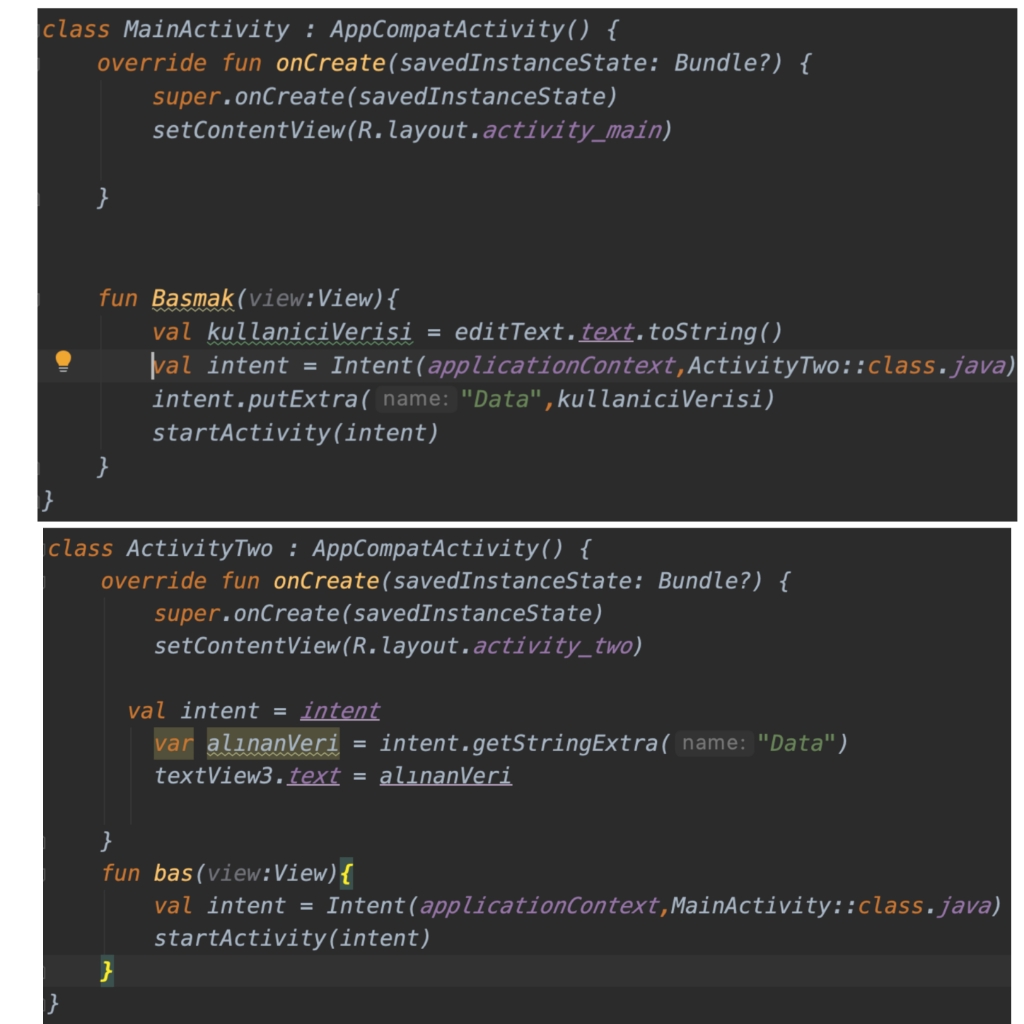 class MainActivity : AppCompatActivity() {
override fun onCreate(savedInstanceState: Bundle?) {
super.onCreate(savedInstanceState)
setContentView(R.layout.activity_main)
}
fun Basmak(view:View){
val kullaniciVerisi = editText.text.toString()
val intent = Intent(applicationContext,ActivityTwo::class.java)
intent.putExtra( name: "Data",kullaniciVerisi)
startActivity(intent)
}
}
class ActivityTwo : AppCompatActivity() {
override fun onCreate(savedInstanceState: Bundle?) {
super.onCreate(savedInstanceState)
setContentView(R.layout.activity_two)
val intent = intent
var alınanVeri = intent.getStringExtra( name: "Data")
textView3.text = alınanVeri
}
fun bas(view:View){
val intent = Intent(applicationContext,MainActivity::class.java)
startActivity(intent)
}
}